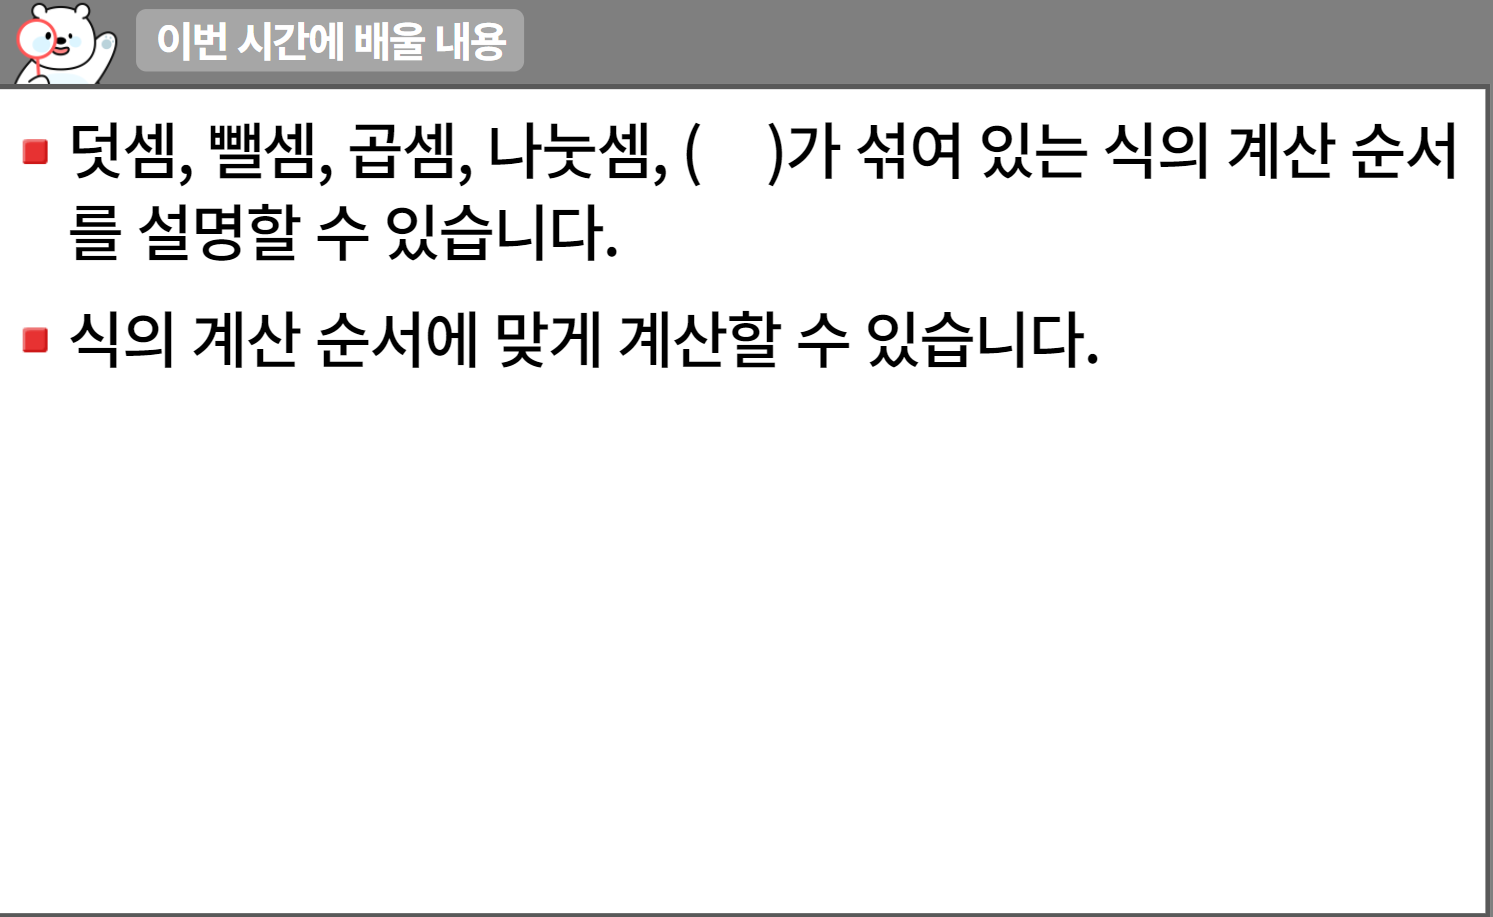 이번 시간에 배울 내용
덧셈, 뺄셈, 곱셈, 나눗셈, (    )가 섞여 있는 식의 계산 순서
를 설명할 수 있습니다.
식의 계산 순서에 맞게 계산할 수 있습니다.